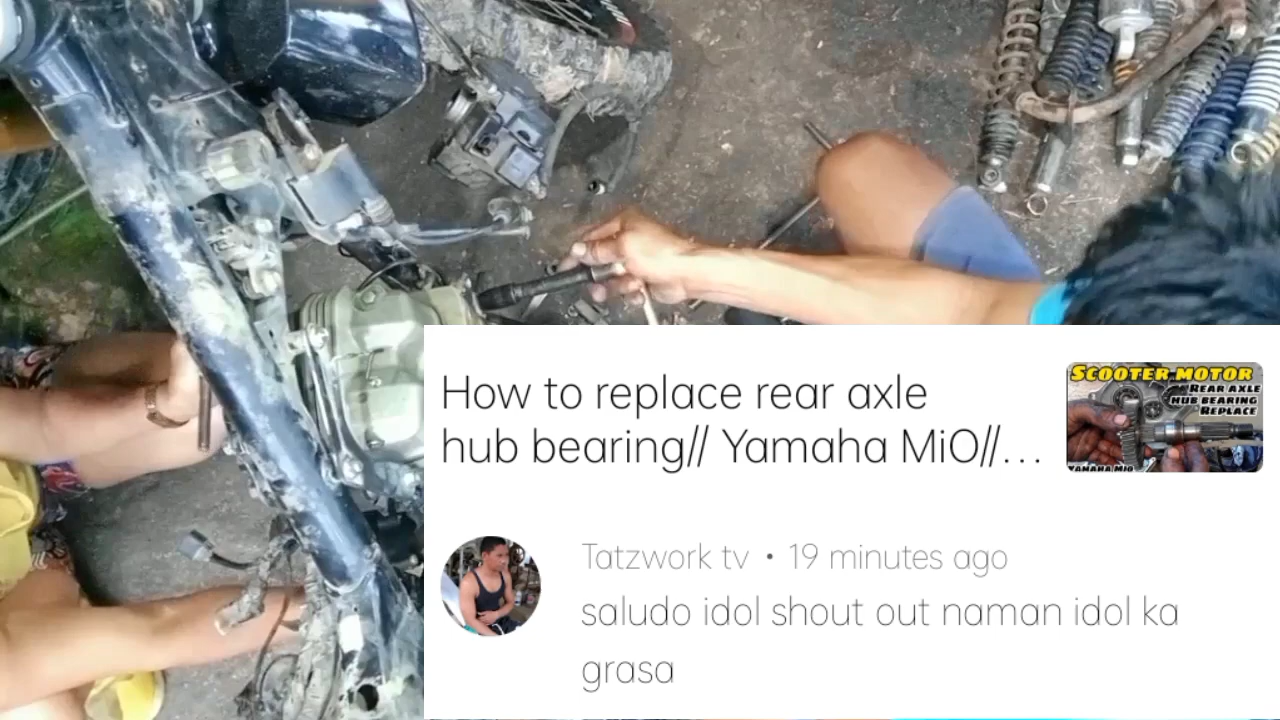 How to replace rear axle
hub bearing// Yamaha MiO//...
SCOOTER MOTOR
REAR AXLE
HUB BEARING
REPLACE
YAMAHA MIO
Tatzwork tv • 19 minutes ago
saludo idol shout out naman idol ka
grasa